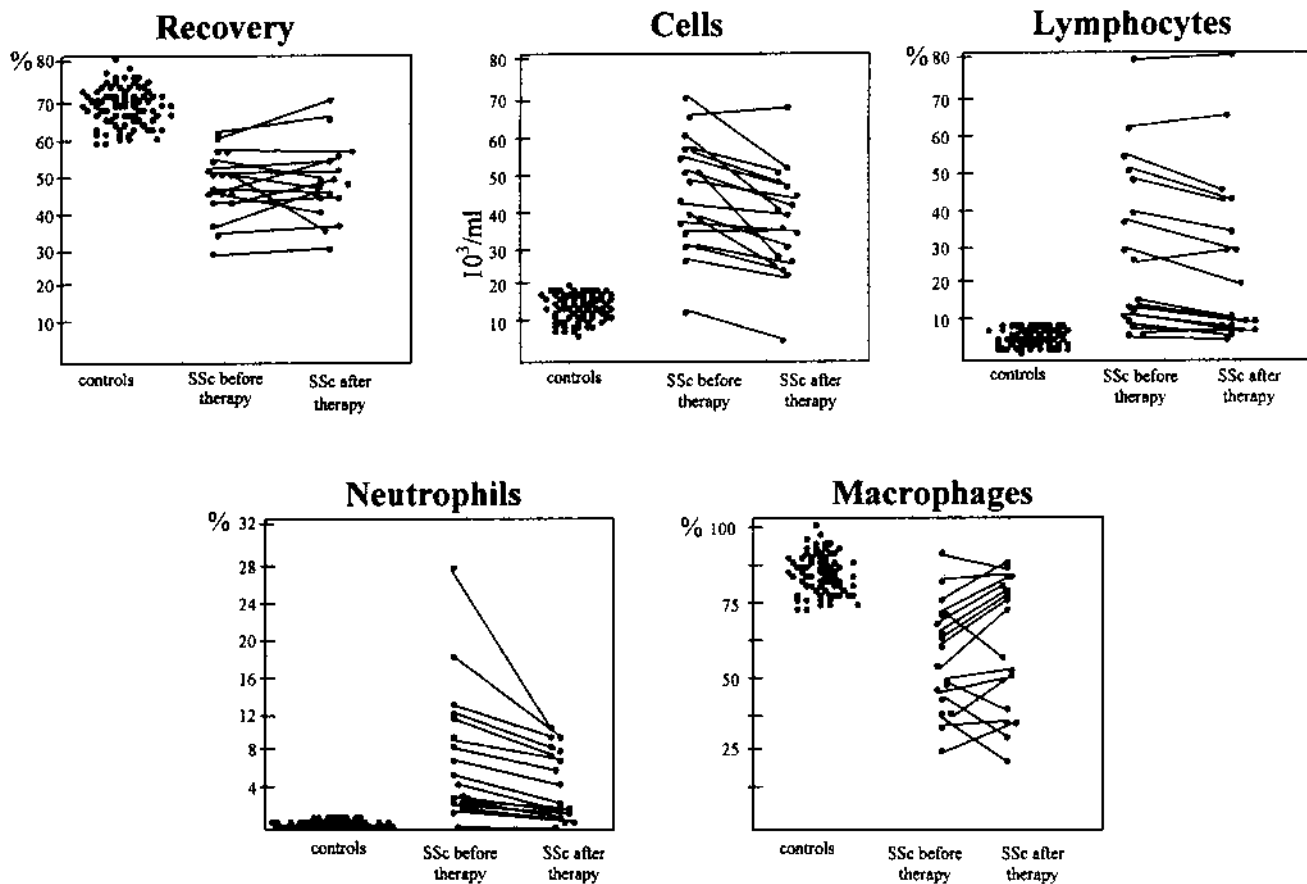 Recovery
%
80
70
60
50
40
30
20
10
controls
SSc before
therapy
SSc after
therapy
Cells
10³/ml
80
70
60
50
40
30
20
10
controls
SSc before
therapy
SSc after
therapy
Lymphocytes
%
80
70
60
50
40
30
20
10
controls
SSc before
therapy
SSc after
therapy
Neutrophils
%
32
28
24
20
16
12
8
4
controls
SSc before
therapy
SSc after
therapy
Macrophages
%
100
75
50
25
controls
SSc before
therapy
SSc after
therapy